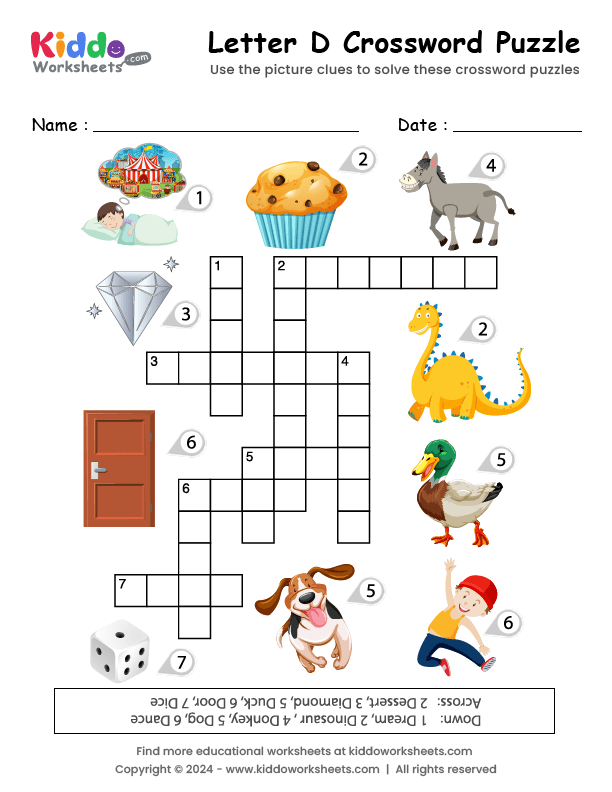 Kiddo
Worksheets.com
Letter D Crossword Puzzle
Use the picture clues to solve these crossword puzzles
Name :
Date :
1
2
4
3
2
6
5
5
6
7
1
2
3
4
5
6
7
Down: 1 Dream, 2 Dinosaur , 4 Donkey, 5 Dog, 6 Dance
Across: 2 Dessert, 3 Diamond, 5 Duck, 6 Door, 7 Dice
Find more educational worksheets at kiddoworksheets.com
Copyright © 2024 - www.kiddoworksheets.com | All rights reserved